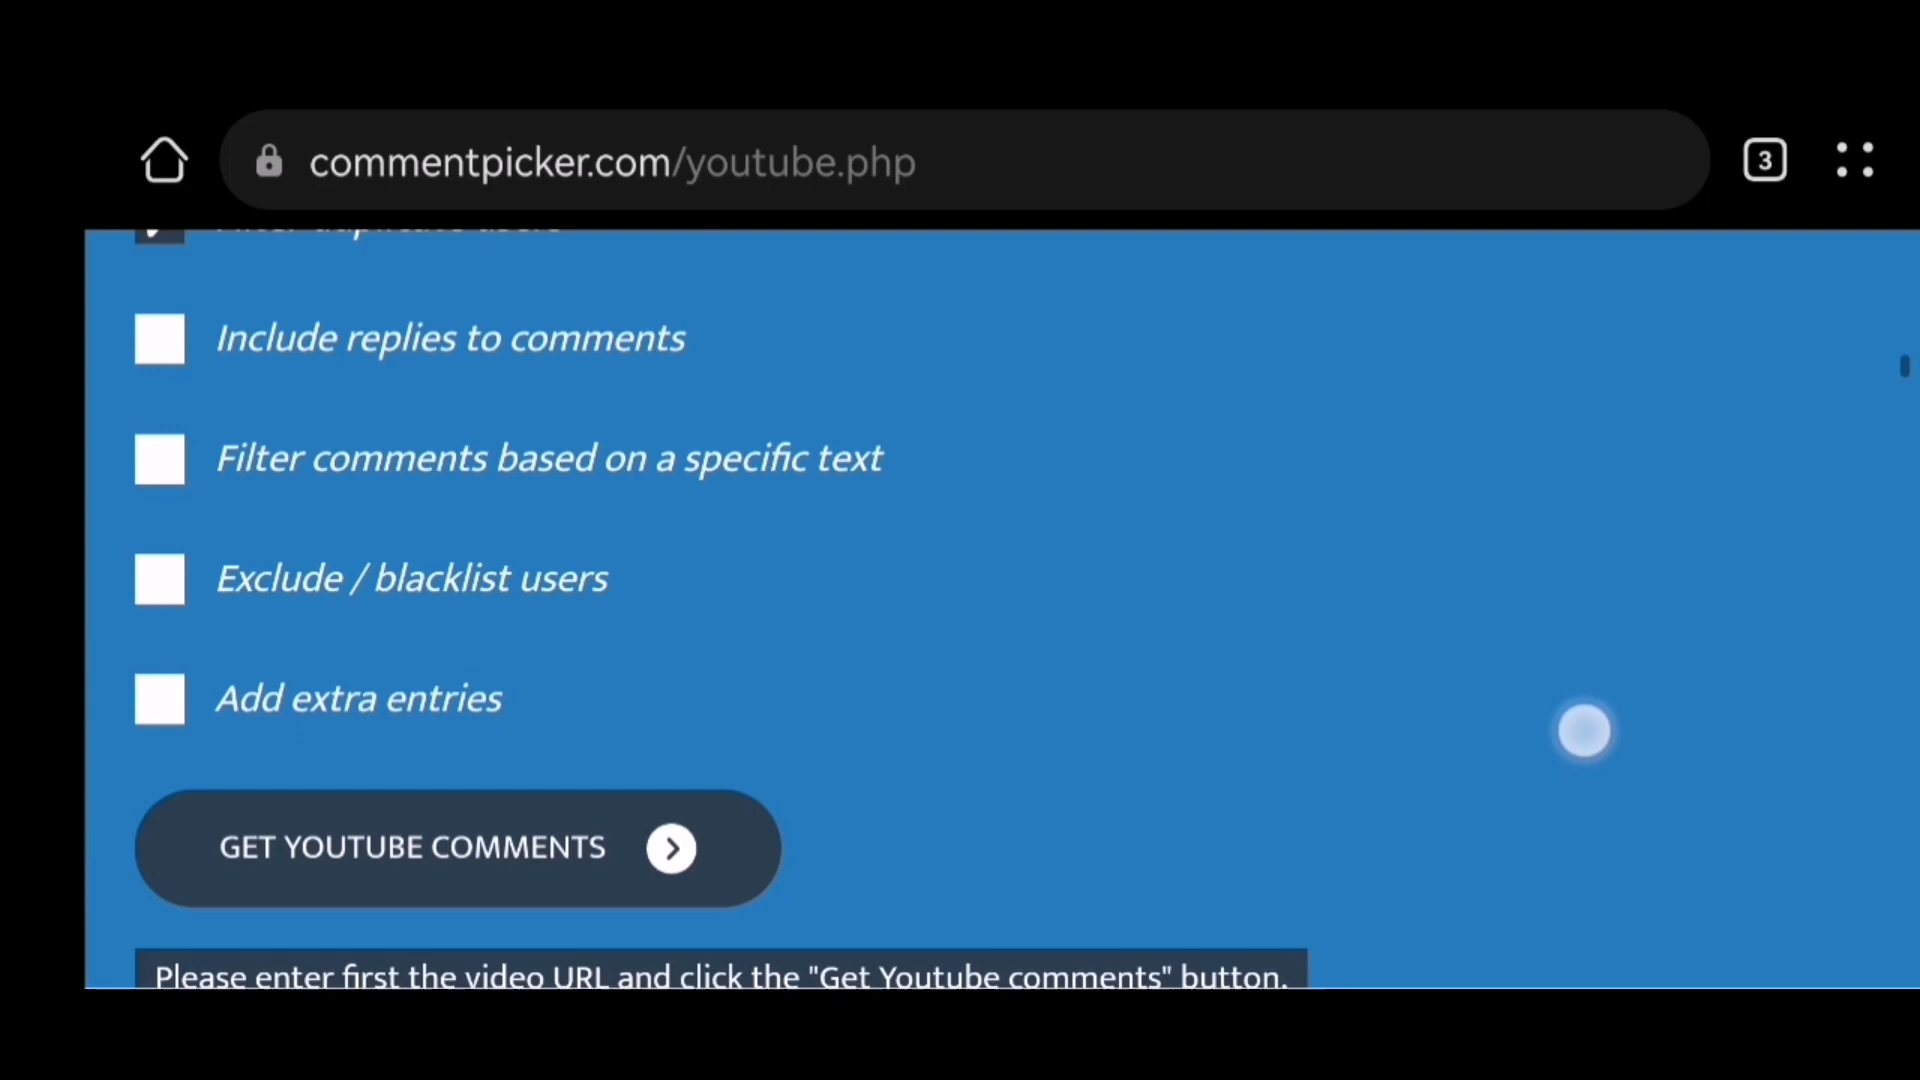 commentpicker.com/youtube.php
3
Include replies to comments
Filter comments based on a specific text
Exclude / blacklist users
Add extra entries
GET YOUTUBE COMMENTS
Please enter first the video URL and click the "Get Youtube comments" button.